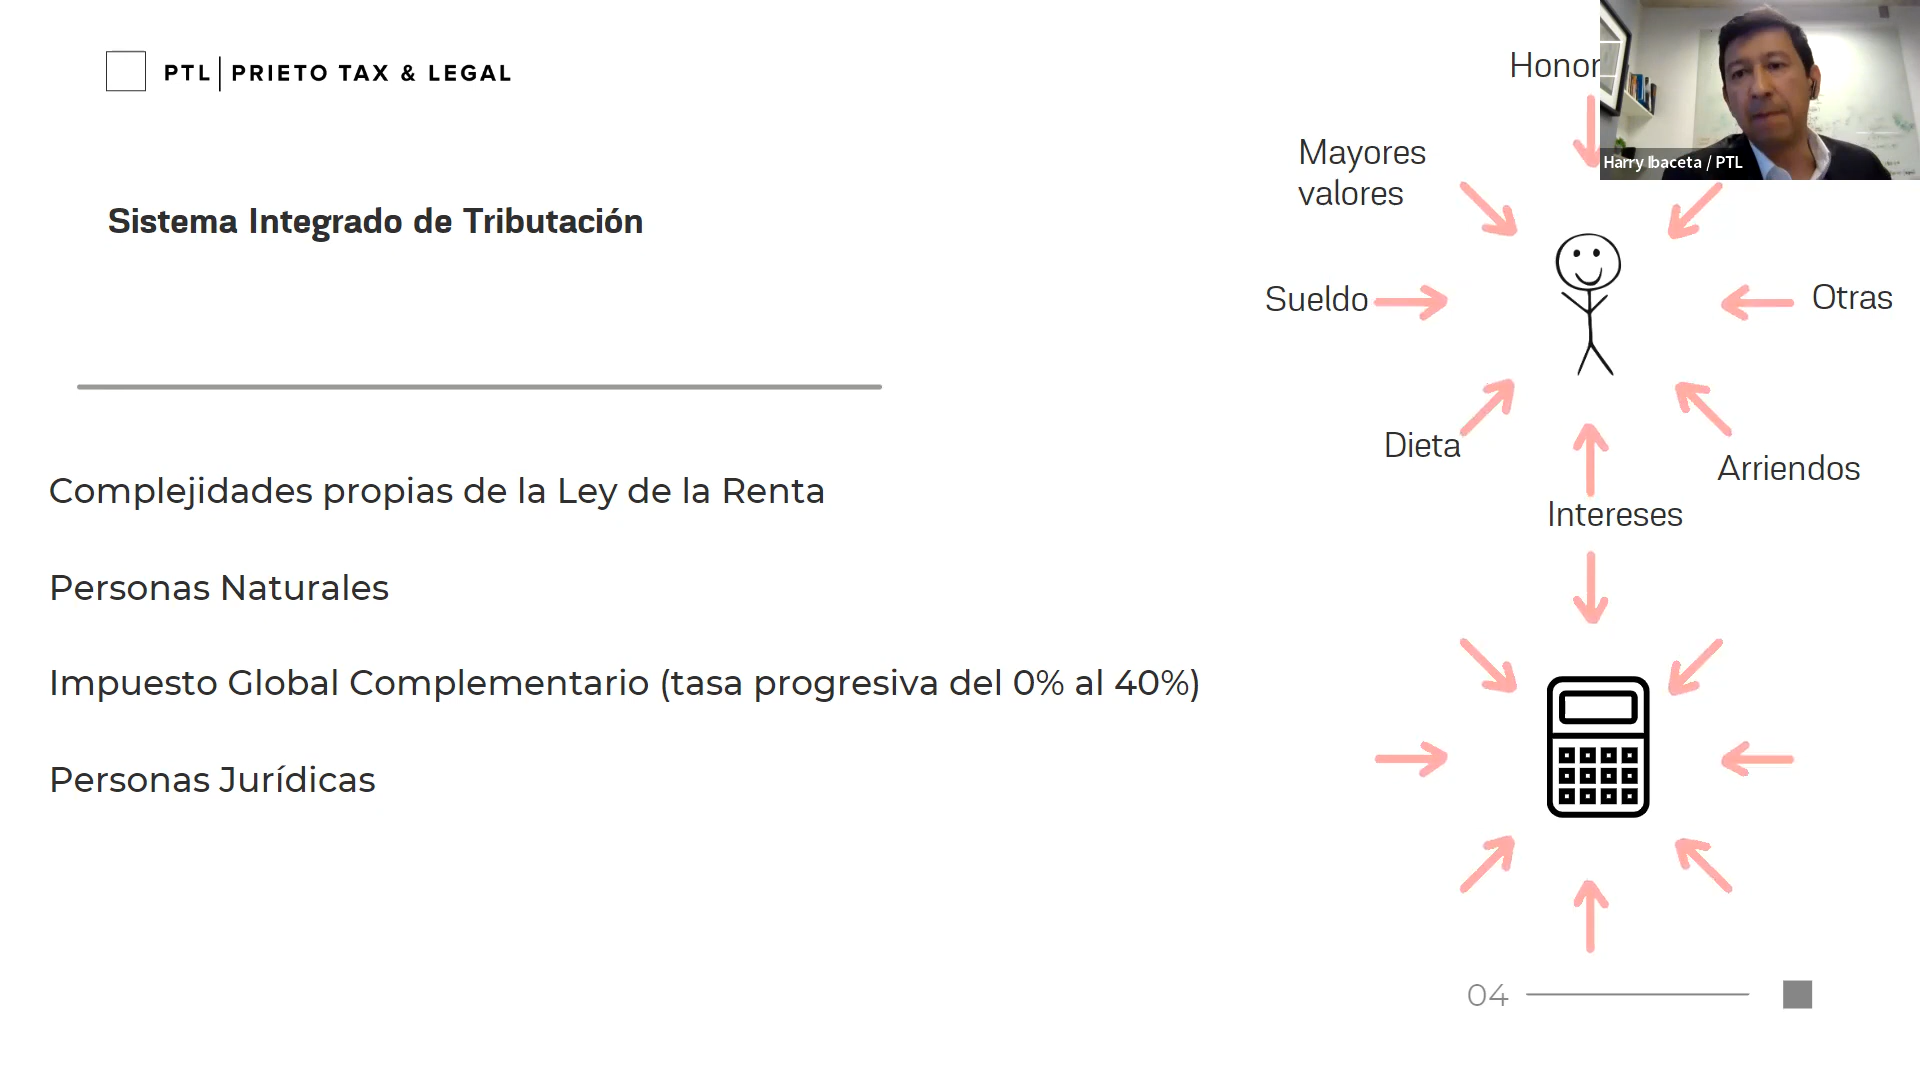 PTL | PRIETO TAX & LEGAL
Sistema Integrado de Tributación
Complejidades propias de la Ley de la Renta
Personas Naturales
Impuesto Global Complementario (tasa progresiva del 0% al 40%)
Personas Jurídicas
Harry Ibaceta / PTL
Mayores
valores
Sueldo
Otras
Dieta
Arriendos
Intereses
04